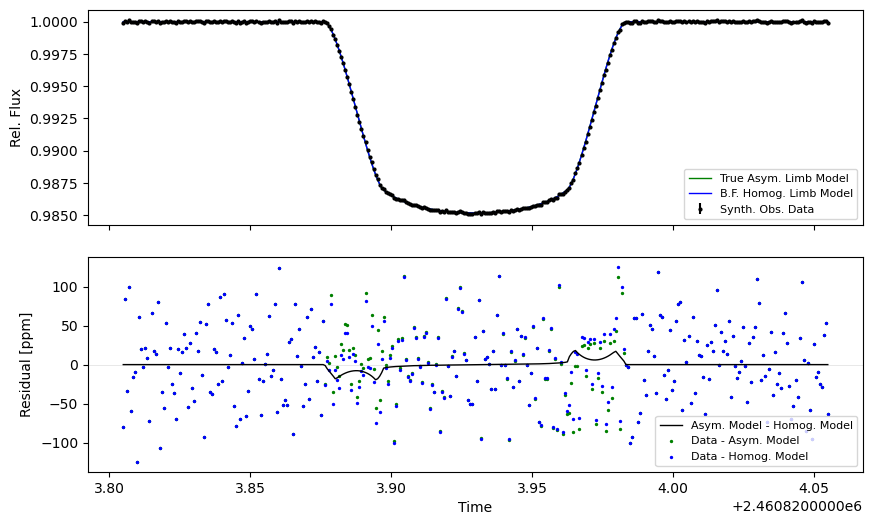 1.0000
0.9975
0.9950
0.9925
0.9900
0.9875
0.9850
Rel. Flux
True Asym. Limb Model
B.F. Homog. Limb Model
Synth. Obs. Data
100
50
0
−50
−100
Residual [ppm]
Asym. Model - Homog. Model
Data - Asym. Model
Data - Homog. Model
3.80
3.85
3.90
3.95
4.00
4.05
Time
+2.4608200000e6